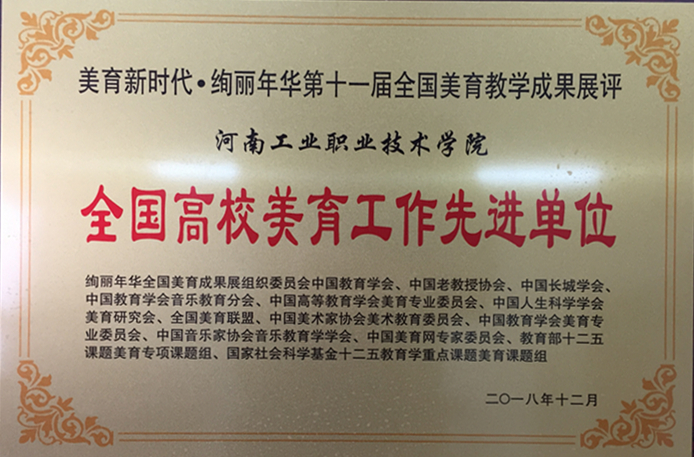 美育新时代•绚丽年华第十一届全国美育教学成果展评
河南工业职业技术学院
全国高校美育工作先进单位
绚丽年华全国美育成果展组织委员会中国教育学会、中国老教授协会、中国长城学会、
中国教育学会音乐教育分会、中国高等教育学会美育专业委员会、中国人生科学学会
美育研究会、全国美育联盟、中国美术家协会美术教育委员会、中国教育学会美育专
业委员会、中国音乐家协会音乐教育学学会、中国美育网专家委员会、教育部十二五
课题美育专项课题组、国家社会科学基金十二五教育学重点课题美育课题组
二〇一八年十二月